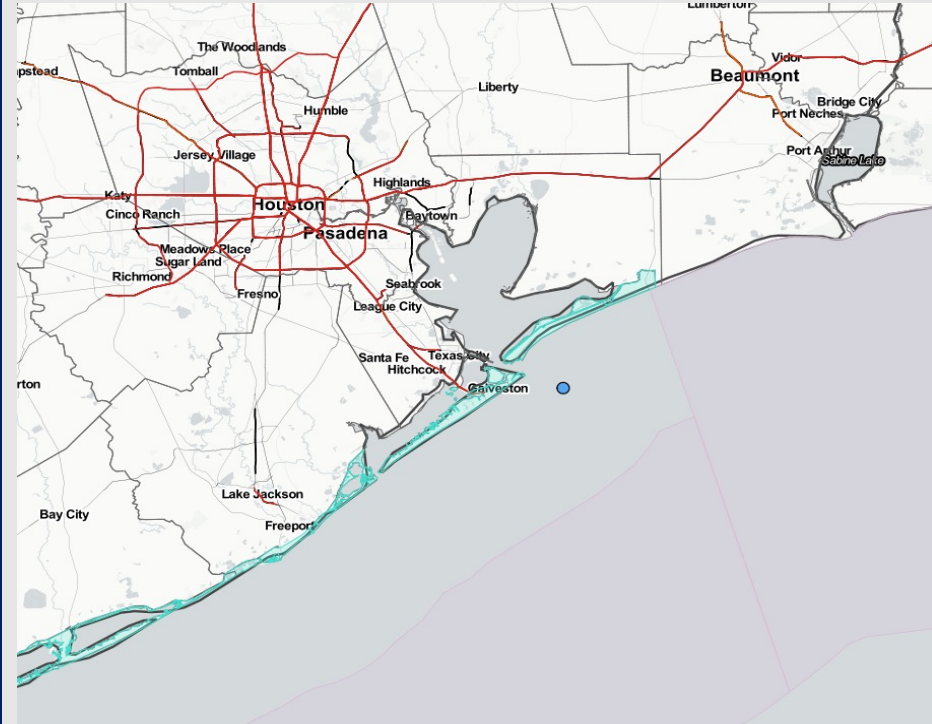 Lumberton
The Woodlands
Vidor
Tomball
pstead
Beaumont
Liberty
Bridge City
Humble
Port Neches
Port Arthur
Jersey Village
Sabine Lake
Highlands
Katy
Houston
Cinco Ranch
Baytown
Pasadena
Meadows Place
Sugar Land
Richmond
Seabrook
Fresno
League City
Santa Fe
Texas City
Hitchcock
rton
Galveston
Lake Jackson
Bay City
Freeport